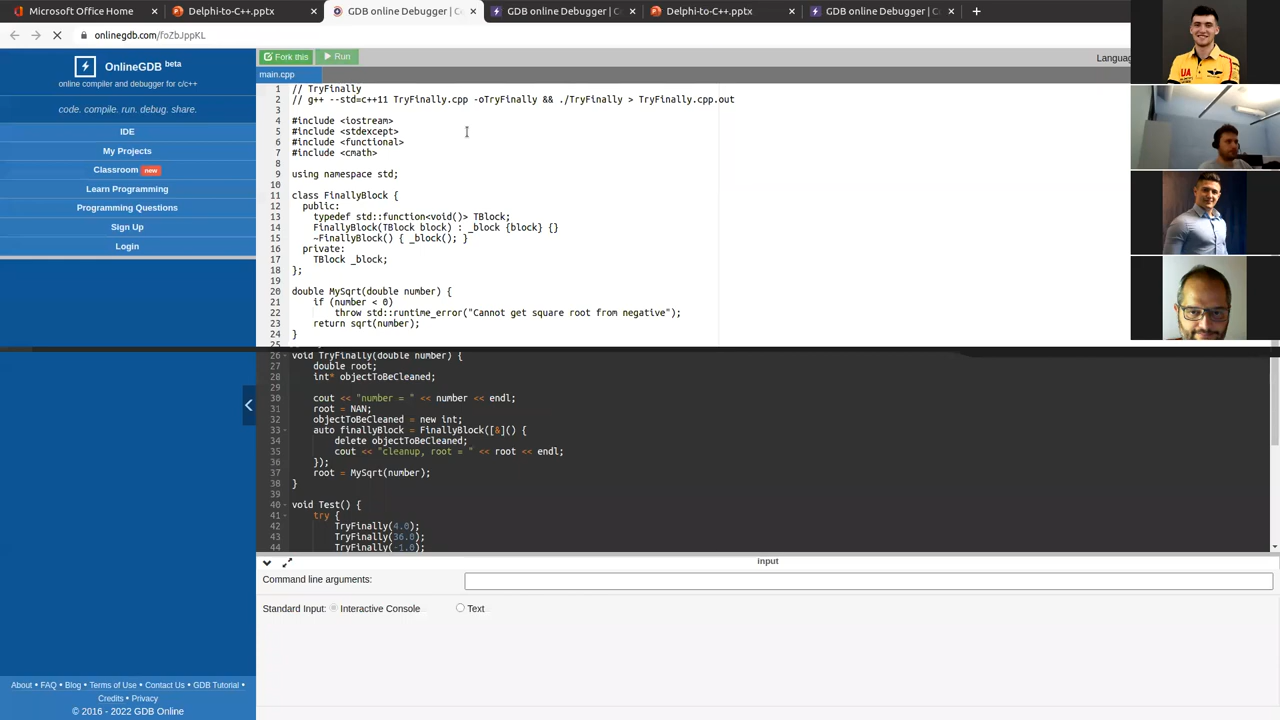 Microsoft Office Home
Delphi-to-C++.pptx
GDB online Debugger | C
GDB online Debugger | C
Delphi-to-C++.pptx
GDB online Debugger | C
onlinegdb.com/foZbJppKL
OnlineGDB beta
online compiler and debugger for c/c++
code. compile. run. debug. share.
IDE
My Projects
Classroom new
Learn Programming
Programming Questions
Sign Up
Login
About • FAQ • Blog • Terms of Use • Contact Us • GDB Tutorial •
Credits • Privacy
© 2016 - 2022 GDB Online
Fork this
Run
Languag
main.cpp
1 // TryFinally
2 // g++ --std=c++11 TryFinally.cpp -oTryFinally && ./TryFinally > TryFinally.cpp.out
3
4 #include <iostream>
5 #include <stdexcept>
6 #include <functional>
7 #include <cmath>
8
9 using namespace std;
10
11 class FinallyBlock {
12 public:
13 typedef std::function<void()> TBlock;
14 FinallyBlock(TBlock block) : _block {block} {}
15 ~FinallyBlock() { _block(); }
16 private:
17 TBlock _block;
18 };
19
20 double MySqrt(double number) {
21 if (number < 0)
22 throw std::runtime_error("Cannot get square root from negative");
23 return sqrt(number);
24 }
25
26 void TryFinally(double number) {
27 double root;
28 int* objectToBeCleaned;
29
30 cout << "number = " << number << endl;
31 root = NAN;
32 objectToBeCleaned = new int;
33 auto finallyBlock = FinallyBlock([&]() {
34 delete objectToBeCleaned;
35 cout << "cleanup, root = " << root << endl;
36 });
37 root = MySqrt(number);
38 }
39
40 void Test() {
41 try {
42 TryFinally(4.0);
43 TryFinally(36.0);
44 TryFinally(-1.0);
input
Command line arguments:
Standard Input: Interactive Console Text
UA